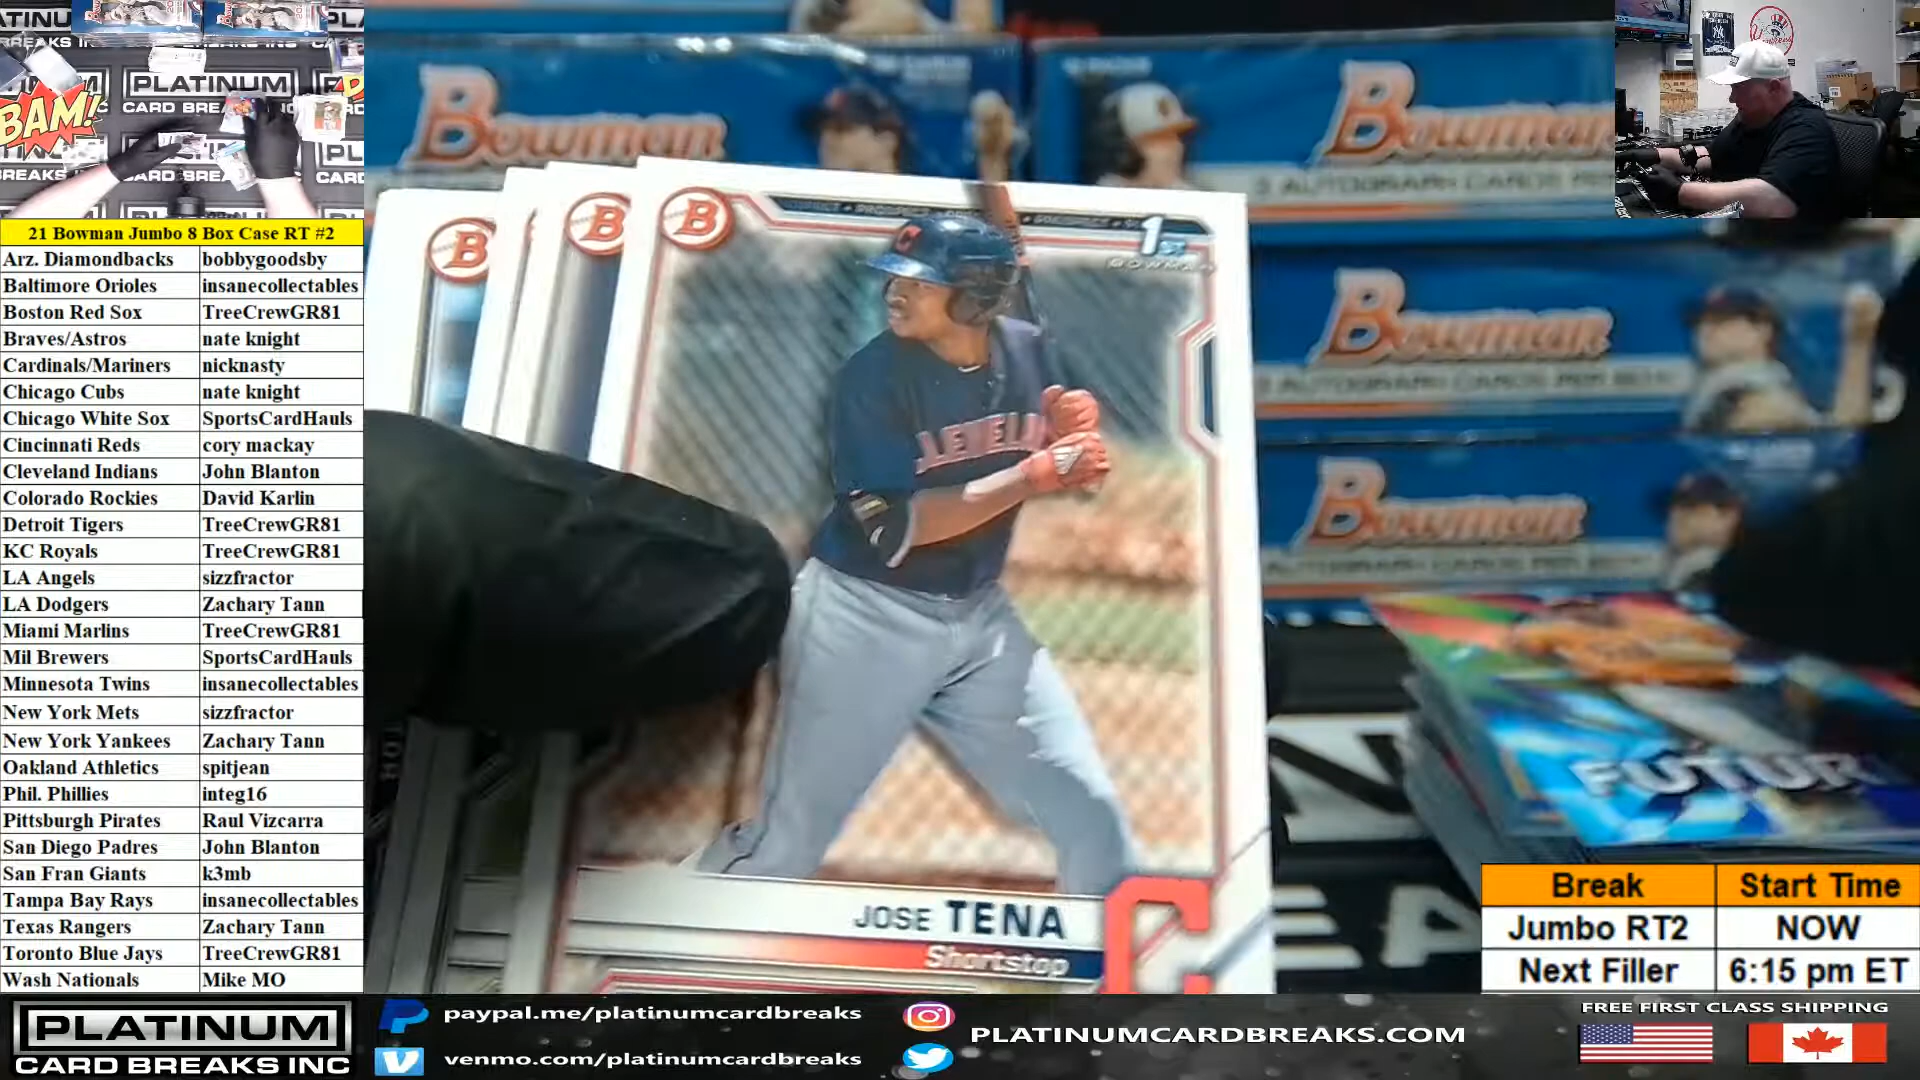 PLATINUM
CARD BREA
BAM!
BREAKS
CARD BREAKS
21 Bowman Jumbo 8 Box Case RT #2
Arz. Diamondbacks bobbygoodsby
Baltimore Orioles insanecollectables
Boston Red Sox TreeCrewGR81
Braves/Astros nate knight
Cardinals/Mariners nicknasty
Chicago Cubs nate knight
Chicago White Sox SportsCardHauls
Cincinnati Reds cory mackay
Cleveland Indians John Blanton
Colorado Rockies David Karlin
Detroit Tigers TreeCrewGR81
KC Royals TreeCrewGR81
LA Angels sizzfractor
LA Dodgers Zachary Tann
Miami Marlins TreeCrewGR81
Mil Brewers SportsCardHauls
Minnesota Twins insanecollectables
New York Mets sizzfractor
New York Yankees Zachary Tann
Oakland Athletics spitjean
Phil. Phillies integ16
Pittsburgh Pirates Raul Vizcarra
San Diego Padres John Blanton
San Fran Giants k3mb
Tampa Bay Rays insanecollectables
Texas Rangers Zachary Tann
Toronto Blue Jays TreeCrewGR81
Wash Nationals Mike MO
Bowman
Bowman
Bowman
Bowman
B
B
B
1ST
BOWMAN
C
CLEVEL
JOSE TENA
Shortstop
C
FUTUR
Break Start Time
Jumbo RT2 NOW
Next Filler 6:15 pm ET
PLATINUM
CARD BREAKS INC
paypal.me/platinumcardbreaks
venmo.com/platinumcardbreaks
PLATINUMCARDBREAKS.COM
FREE FIRST CLASS SHIPPING